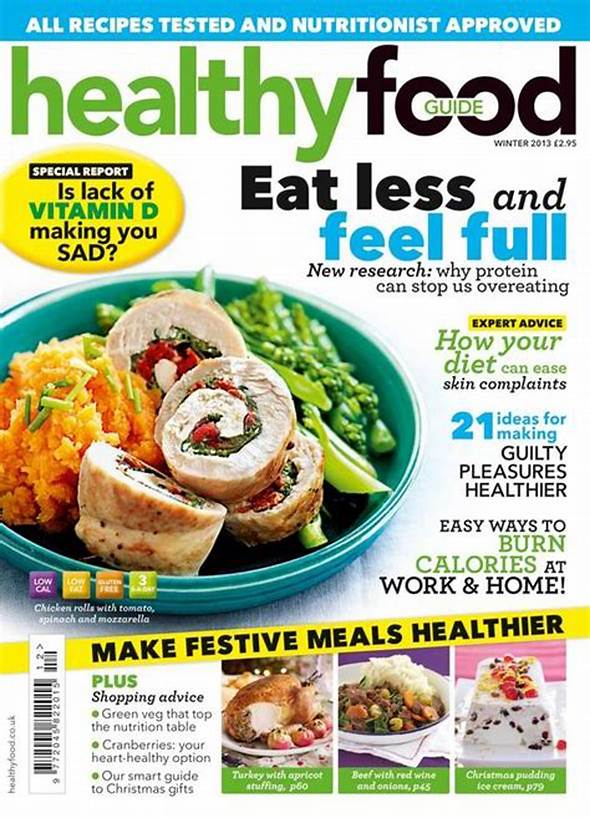 ALL RECIPES TESTED AND NUTRITIONIST APPROVED
healthyfood
GUIDE
WINTER 2013 £2.95
SPECIAL REPORT
Is lack of
VITAMIN D
making you
SAD?
Eat less and
feel full
New research: why protein
can stop us overeating
EXPERT ADVICE
How your
diet can ease
skin complaints
21 ideas for
making
GUILTY
PLEASURES
HEALTHIER
EASY WAYS TO
BURN
CALORIES AT
WORK & HOME!
LOW
CAL
LOW
FAT
GLUTEN
FREE
3
5-A-DAY
Chicken rolls with tomato,
spinach and mozzarella
MAKE FESTIVE MEALS HEALTHIER
PLUS
Shopping advice
• Green veg that top
the nutrition table
• Cranberries: your
heart-healthy option
• Our smart guide
to Christmas gifts
Turkey with apricot
stuffing, p60
Beef with red wine
and onions, p45
Christmas pudding
ice cream, p79
healthyfood.co.uk
12>
9 772045 822015